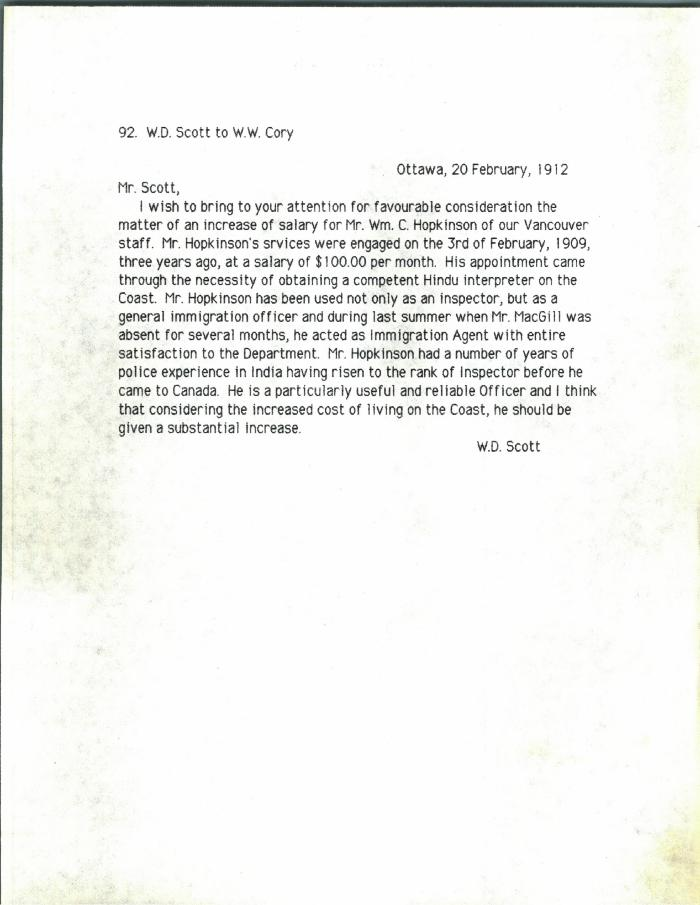 92. W.D. Scott to W.W. Cory
Ottawa, 20 February, 1912
Mr. Scott,
I wish to bring to your attention for favourable consideration the
matter of an increase of salary for Mr. Wm. C. Hopkinson of our Vancouver
staff. Mr. Hopkinson's srvices were engaged on the 3rd of February, 1909,
three years ago, at a salary of $100.00 per month. His appointment came
through the necessity of obtaining a competent Hindu interpreter on the
Coast. Mr. Hopkinson has been used not only as an inspector, but as a
general immigration officer and during last summer when Mr. MacGill was
absent for several months, he acted as Immigration Agent with entire
satisfaction to the Department. Mr. Hopkinson had a number of years of
police experience in India having risen to the rank of Inspector before he
came to Canada. He is a particularly useful and reliable Officer and I think
that considering the increased cost of living on the Coast, he should be
given a substantial increase.
W.D. Scott